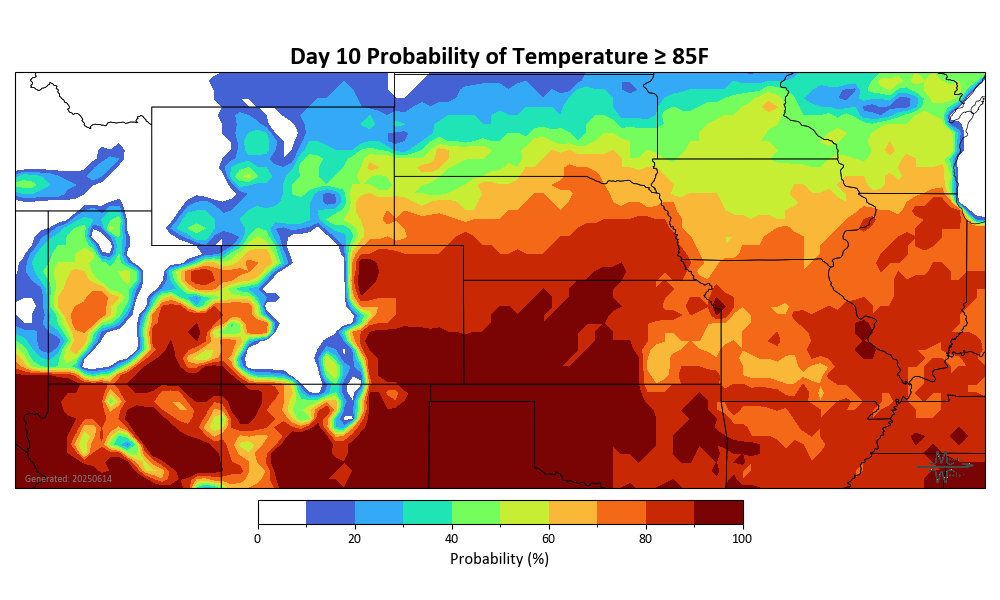 Day 10 Probability of Temperature ≥ 85F
Generated: 20250614
0 20 40 60 80 100
Probability (%)